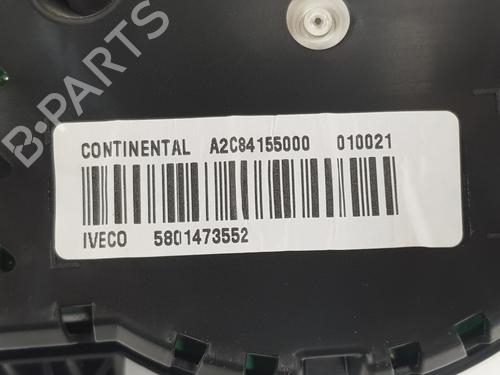 B-PARTS
CONTINENTAL A2C84155000 010021
IVECO 5801473552